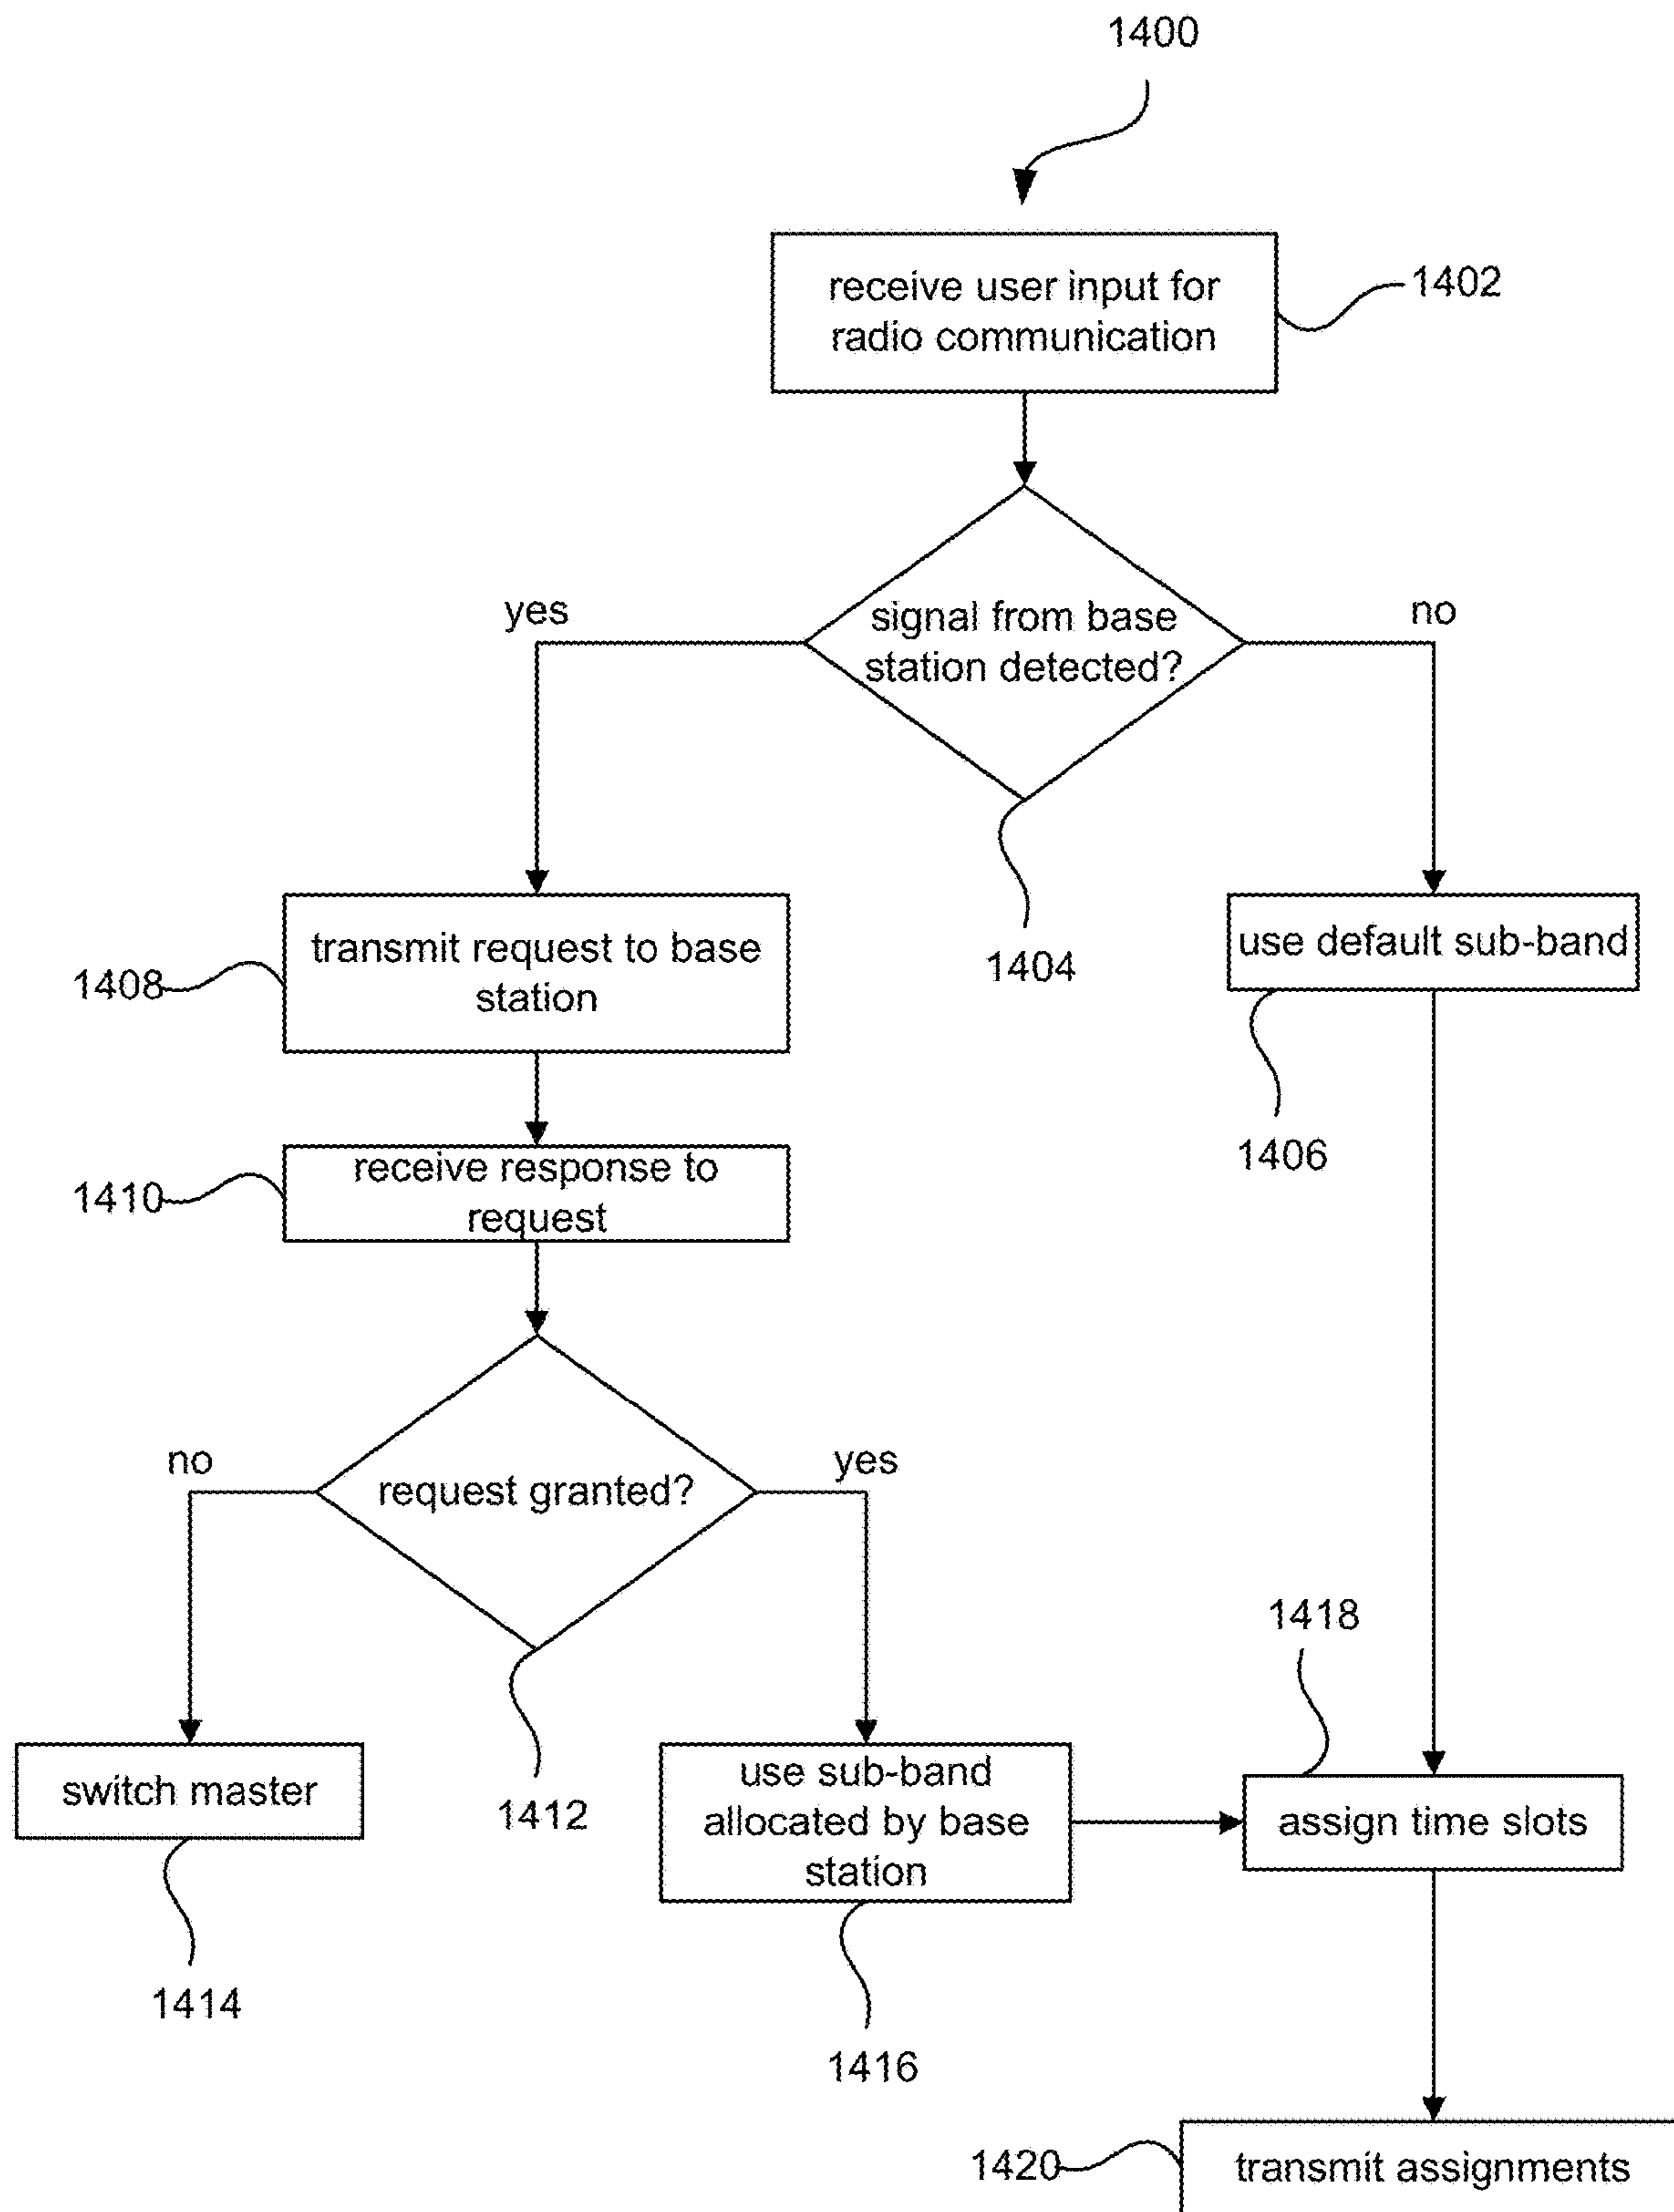 1400
receive user input for
radio communication
1402
yes
signal from base
station detected?
no
1404
transmit request to base
station
1408
use default sub-band
1406
receive response to
request
1410
no
request granted?
yes
1412
1418
switch master
1414
use sub-band
allocated by base
station
1416
assign time slots
1420
transmit assignments